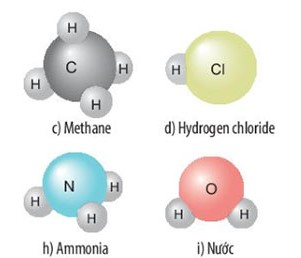 H
C
H
H
H
c) Methane
H
Cl
d) Hydrogen chloride
N
H
H
H
h) Ammonia
O
H
H
i) Nước